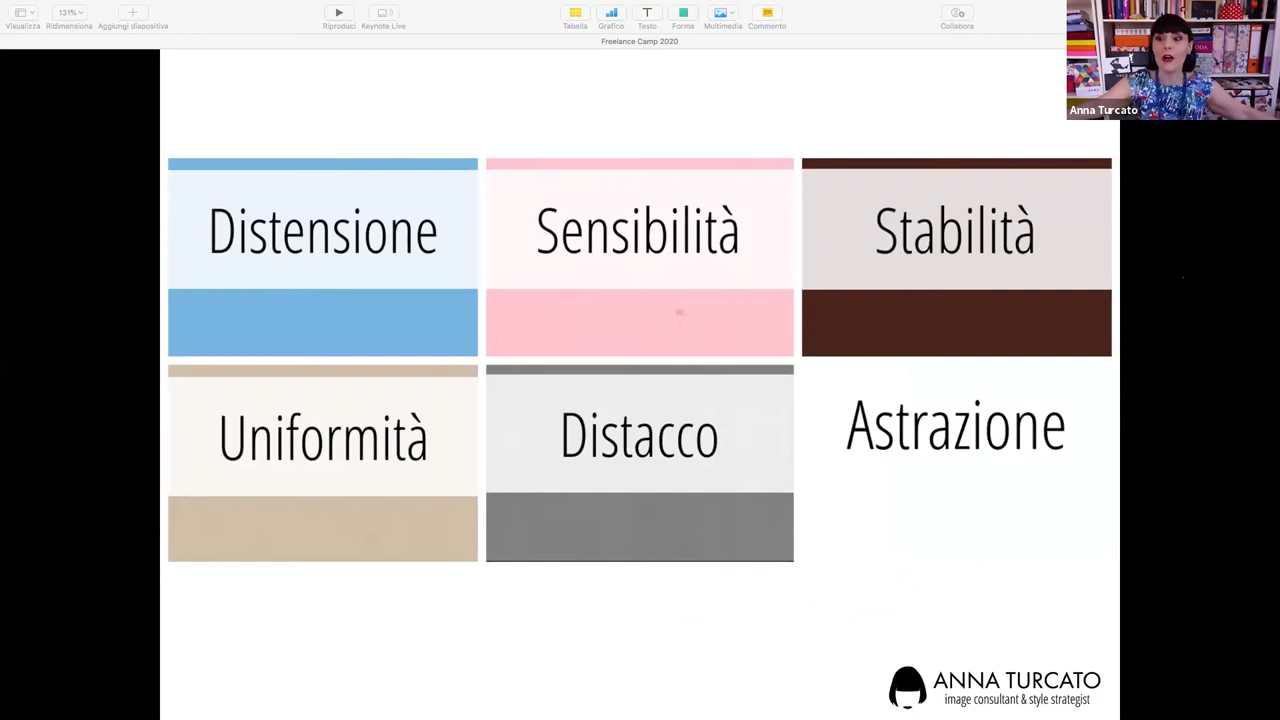 131%
Visualizza
Ridimensiona
Aggiungi diapositiva
Riproduci
Keynote Live
Tabella
Grafico
Testo
Forma
Multimedia
Commento
Collabora
Freelance Camp 2020
Anna Turcato
Distensione
Sensibilità
Stabilità
Uniformità
Distacco
Astrazione
ANNA TURCATO
image consultant & style strategist